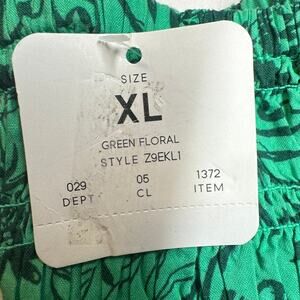 SIZE
XL
GREEN FLORAL
STYLE Z9EKL1
029 05 1372
DEPT CL ITEM